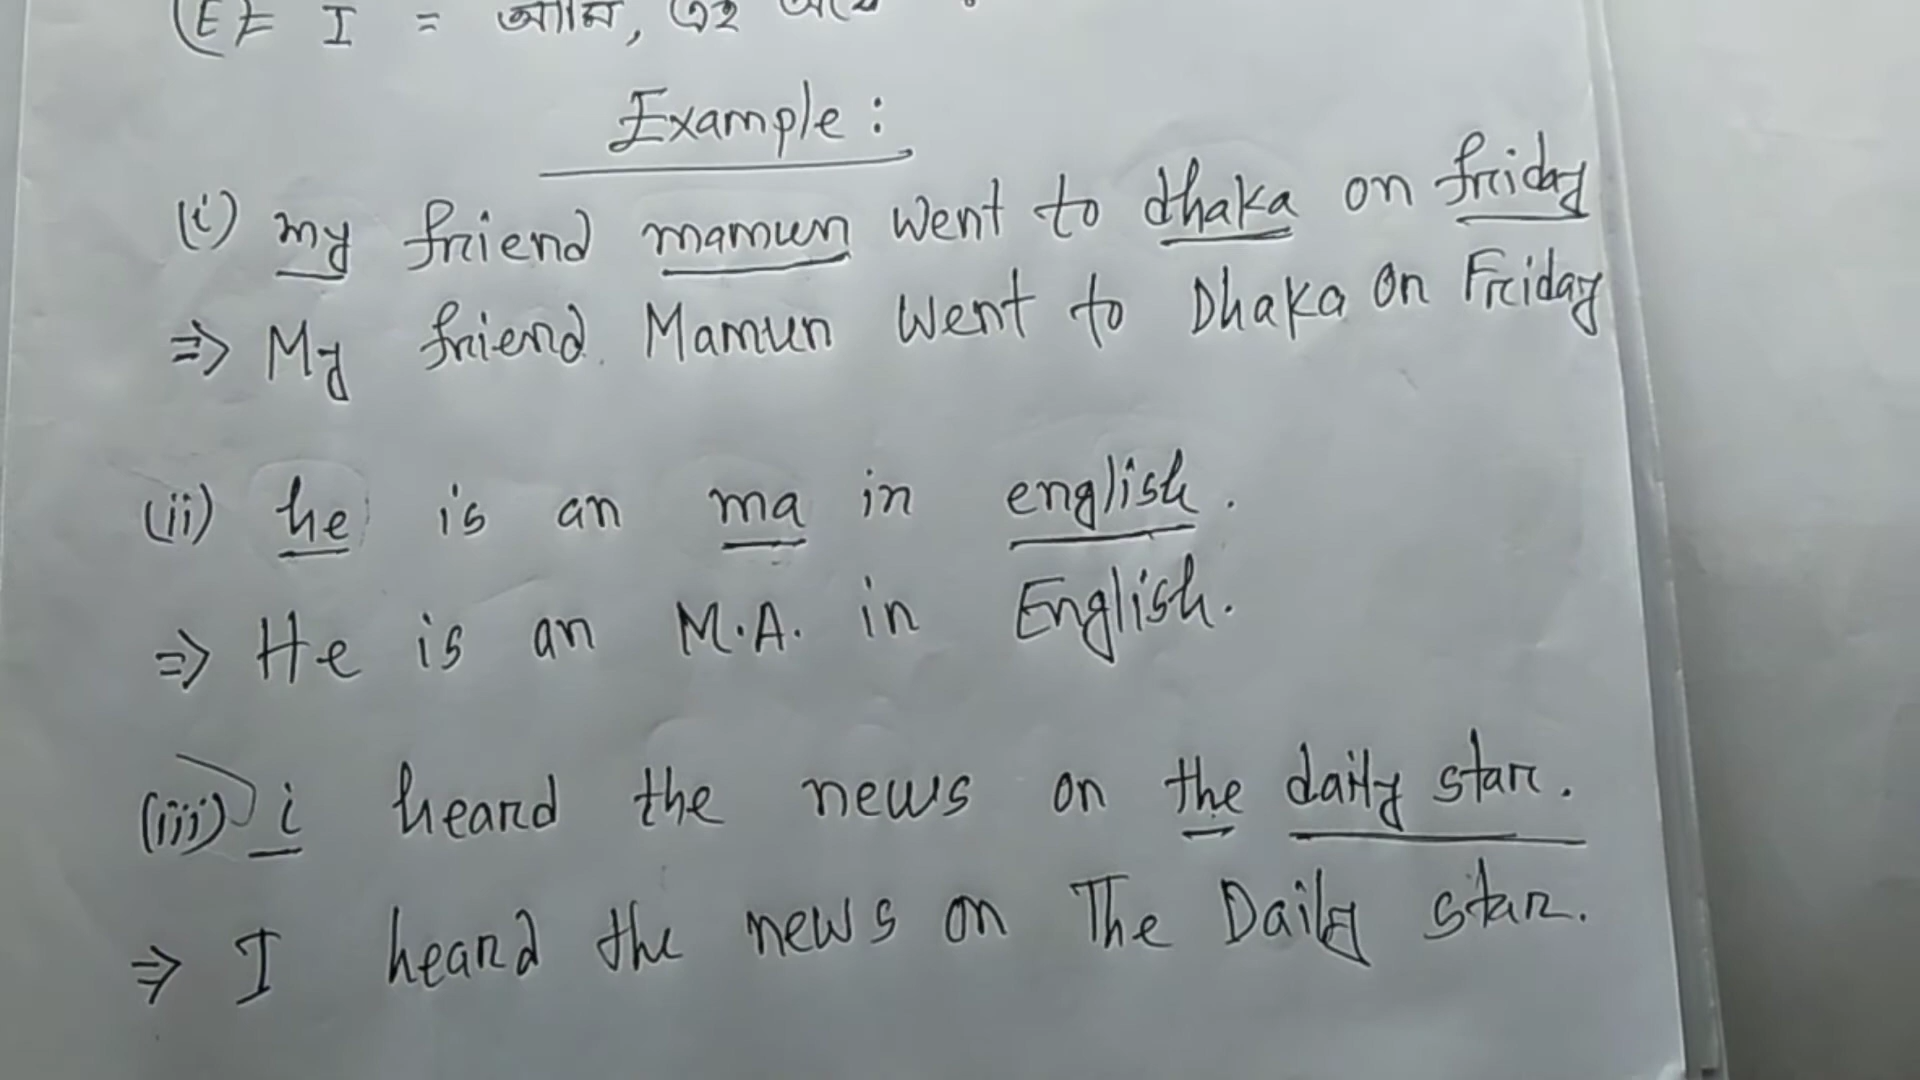 I = আমি, এই
Example:
(i) my friend mamun went to dhaka on friday
⇒ My friend Mamun went to Dhaka on Friday
(ii) he is an ma in english.
⇒ He is an M.A. in English.
(iii) i heard the news on the daily star.
⇒ I heard the news on The Daily star.